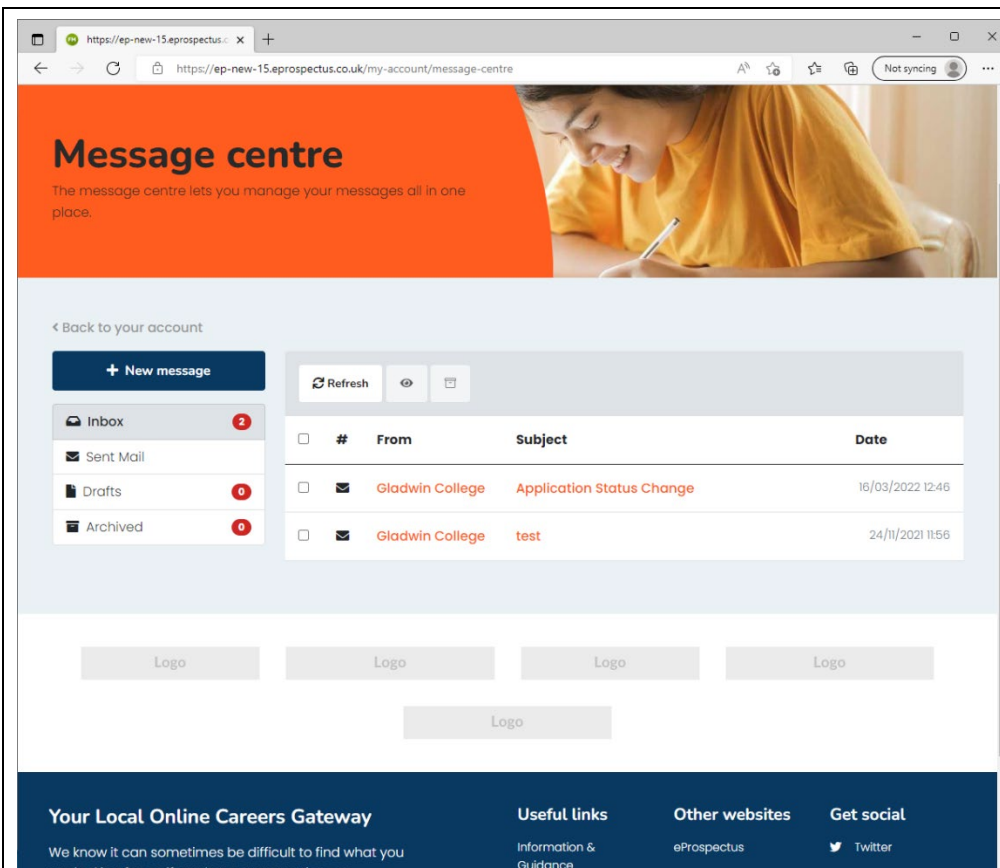 https://ep-new-15.eprospectus.c
https://ep-new-15.eprospectus.co.uk/my-account/message-centre
Not syncing
Message centre
The message centre lets you manage your messages all in one
place.
Back to your account
New message
Refresh
Inbox 2
Sent Mail
Drafts 0
Archived 0
# From Subject Date
Gladwin College Application Status Change 16/03/2022 12:46
Gladwin College test 24/11/2021 11:56
Logo Logo Logo Logo
Logo
Your Local Online Careers Gateway Useful links Other websites Get social
We know it can sometimes be difficult to find what you
Information & eProspectus Twitter
Guidance